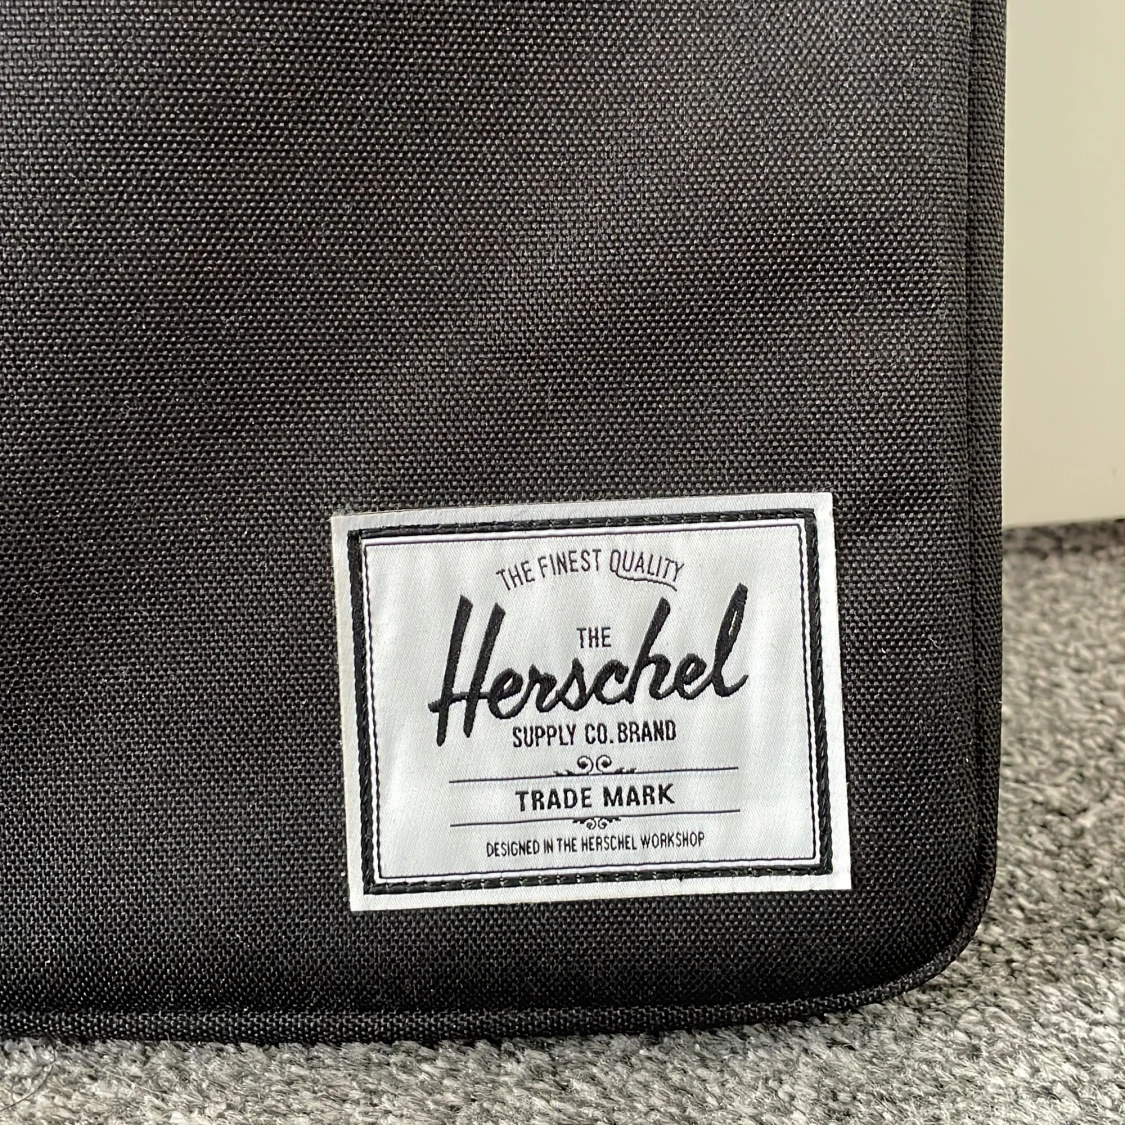 THE FINEST QUALITY
THE
Herschel
SUPPLY CO. BRAND
TRADE MARK
DESIGNED IN THE HERSCHEL WORKSHOP